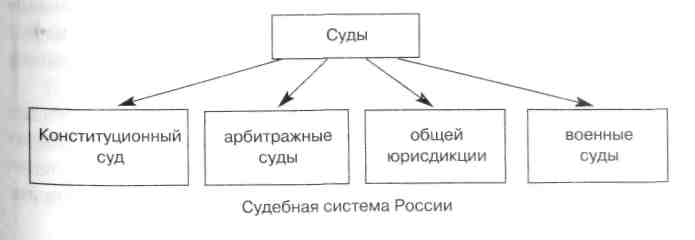 Суды
Конституционный
суд
арбитражные
суды
общей
юрисдикции
военные
суды
Судебная система России